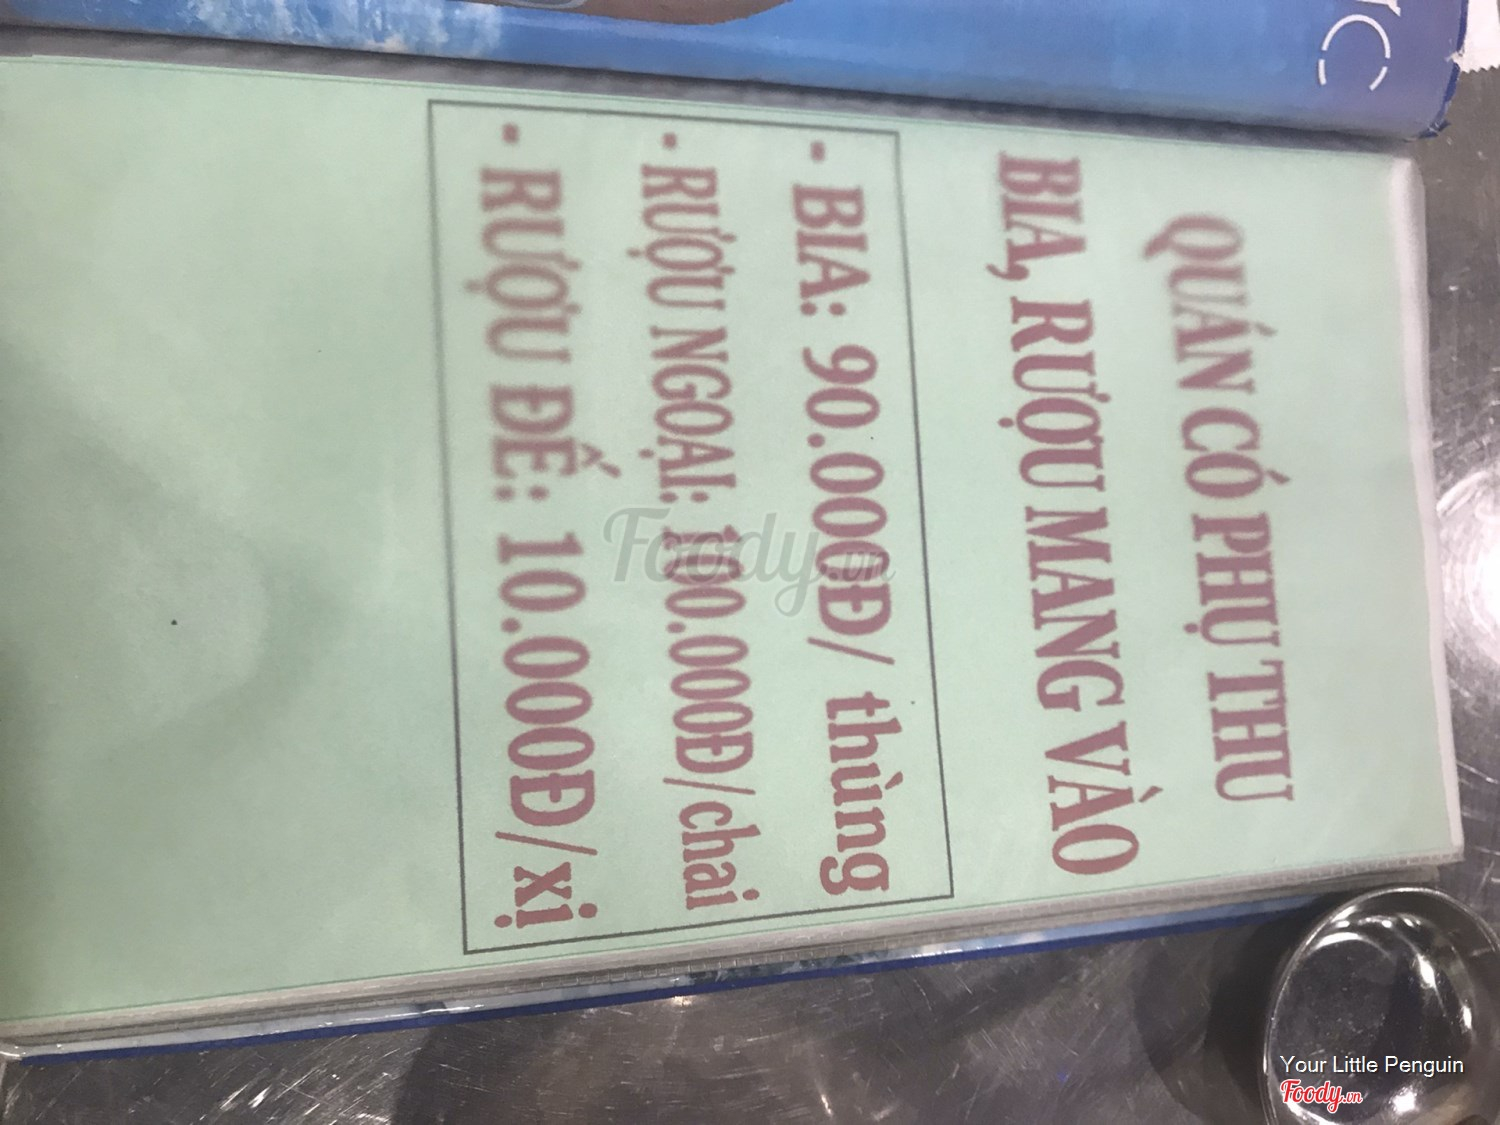 QUÁN CÓ PHỤ THU
BIA, RƯỢU MANG VÀO
- BIA: 90.000Đ/ thùng
- RƯỢU NGOẠI: 100.000Đ/chai
- RƯỢU ĐẾ: 10.000Đ/xị
Foody.vn
Your Little Penguin
Foody.vn